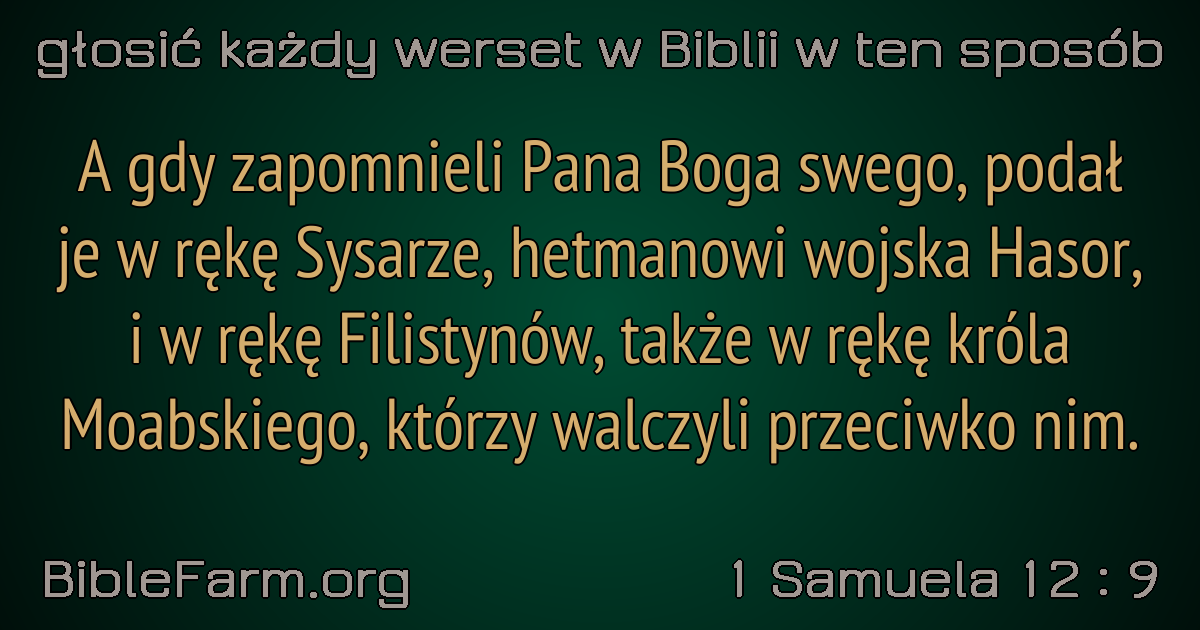 głosić każdy werset w Biblii w ten sposób
A gdy zapomnieli Pana Boga swego, podał
je w rękę Sysarze, hetmanowi wojska Hasor,
i w rękę Filistynów, także w rękę króla
Moabskiego, którzy walczyli przeciwko nim.
BibleFarm.org
1 Samuela 12 : 9